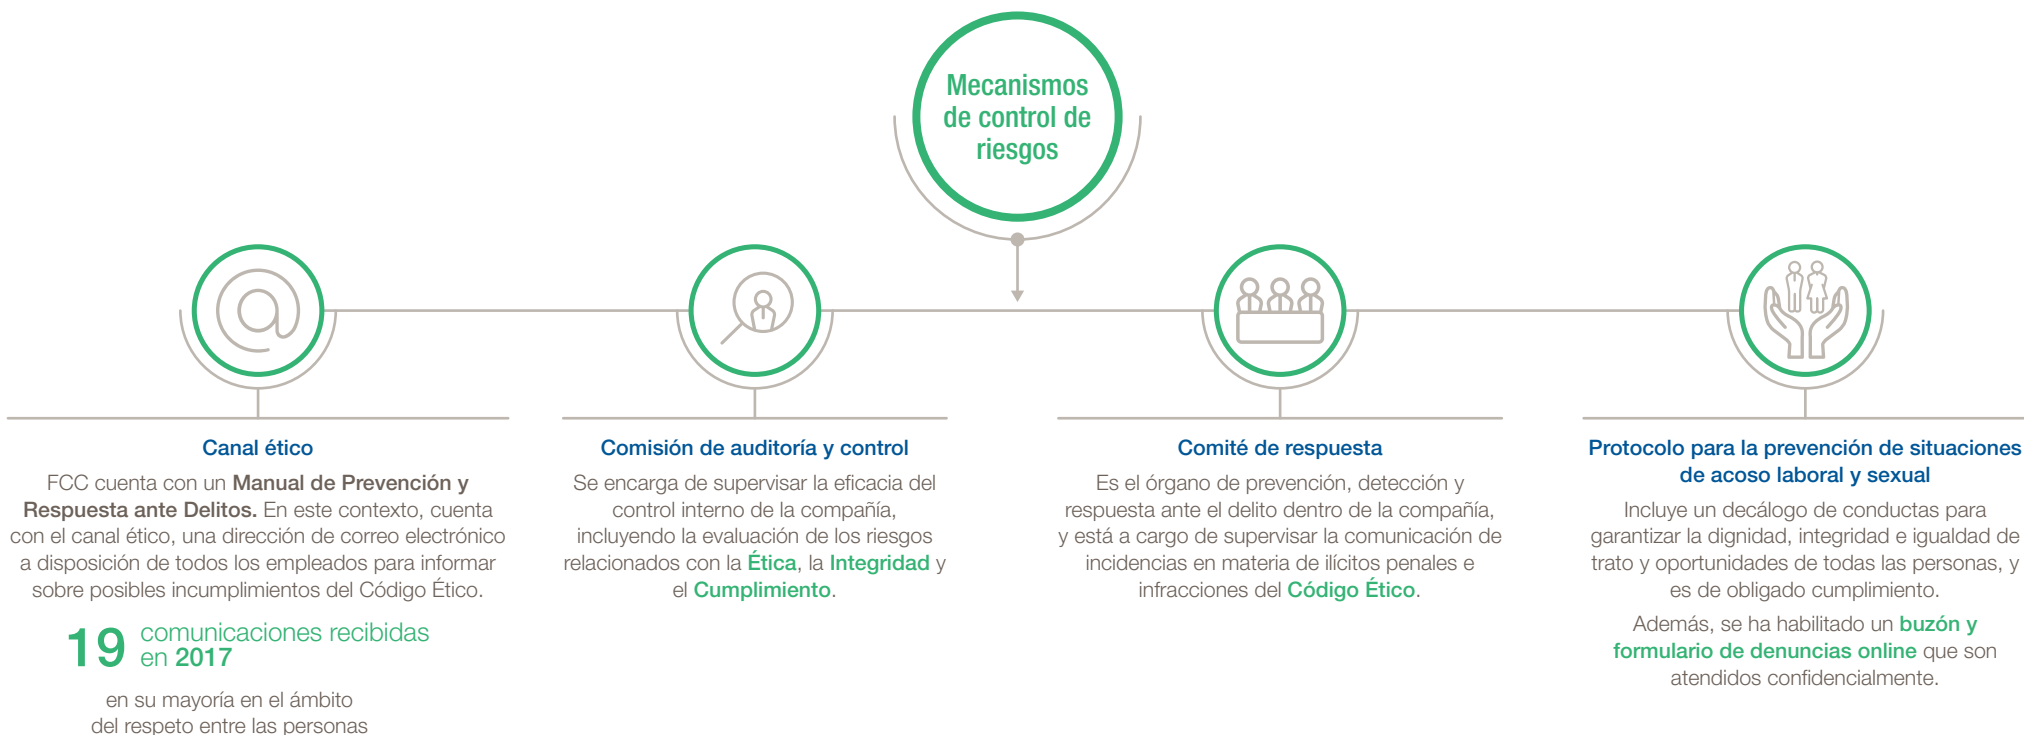 Mecanismos
de control de
riesgos
Canal ético
FCC cuenta con un Manual de Prevención y
Respuesta ante Delitos. En este contexto, cuenta
con el canal ético, una dirección de correo electrónico
a disposición de todos los empleados para informar
sobre posibles incumplimientos del Código Ético.
19 comunicaciones recibidas
en 2017
en su mayoría en el ámbito
del respeto entre las personas
Comisión de auditoría y control
Se encarga de supervisar la eficacia del
control interno de la compañía,
incluyendo la evaluación de los riesgos
relacionados con la Ética, la Integridad y
el Cumplimiento.
Comité de respuesta
Es el órgano de prevención, detección y
respuesta ante el delito dentro de la compañía,
y está a cargo de supervisar la comunicación de
incidencias en materia de ilícitos penales e
infracciones del Código Ético.
Protocolo para la prevención de situaciones
de acoso laboral y sexual
Incluye un decálogo de conductas para
garantizar la dignidad, integridad e igualdad de
trato y oportunidades de todas las personas, y
es de obligado cumplimiento.
Además, se ha habilitado un buzón y
formulario de denuncias online que son
atendidos confidencialmente.